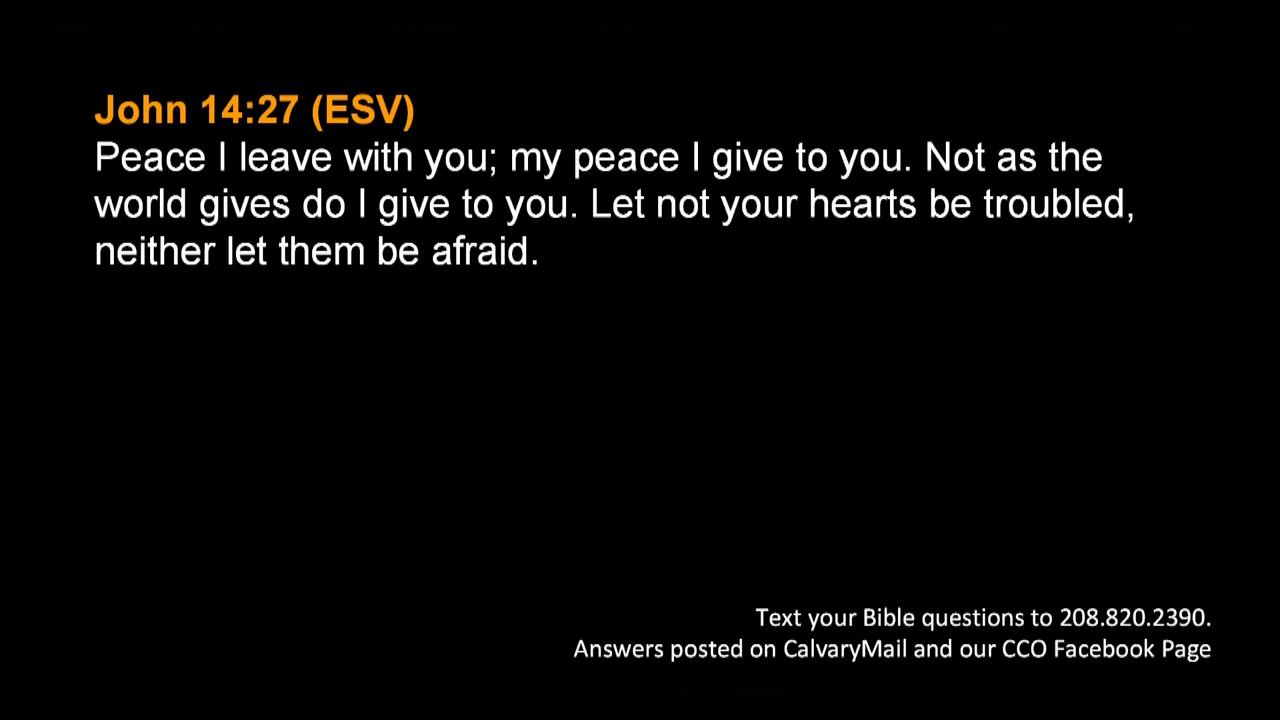 John 14:27 (ESV)
Peace I leave with you; my peace I give to you. Not as the
world gives do I give to you. Let not your hearts be troubled,
neither let them be afraid.
Text your Bible questions to 208.820.2390.
Answers posted on CalvaryMail and our CCO Facebook Page